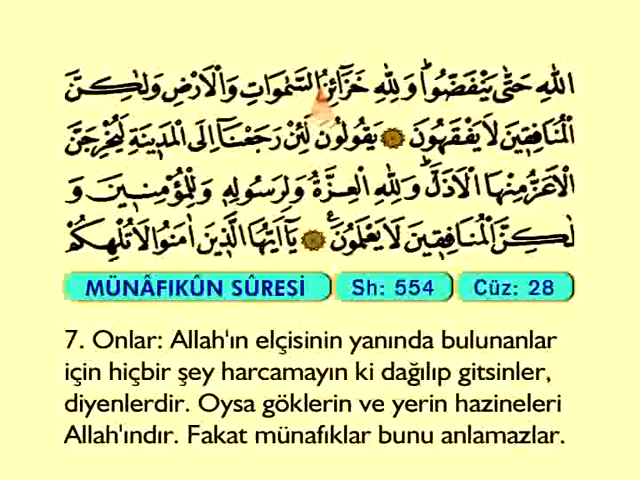 اللّٰهِ حَتّٰى يَنْفَضُّواۜ وَلِلّٰهِ خَزَٓائِنُ السَّمٰوَاتِ وَالْاَرْضِ وَلٰكِنَّ
الْمُنَافِقٖينَ لَا يَفْقَهُونَ يَقُولُونَ لَئِنْ رَجَعْنَٓا اِلَى الْمَدٖينَةِ لَيُخْرِجَنَّ
الْاَعَزُّ مِنْهَا الْاَذَلَّۜ وَلِلّٰهِ الْعِزَّةُ وَلِرَسُولِهٖ وَلِلْمُؤْمِنٖينَ وَ
لٰكِنَّ الْمُنَافِقٖينَ لَا يَعْلَمُونَࣖ يَٓا اَيُّهَا الَّذٖينَ اٰمَنُوا لَا تُلْهِكُمْ
MÜNÂFIKÛN SÛRESİ Sh: 554 Cüz: 28
7. Onlar: Allah'ın elçisinin yanında bulunanlar
için hiçbir şey harcamayın ki dağılıp gitsinler,
diyenlerdir. Oysa göklerin ve yerin hazineleri
Allah'ındır. Fakat münafıklar bunu anlamazlar.